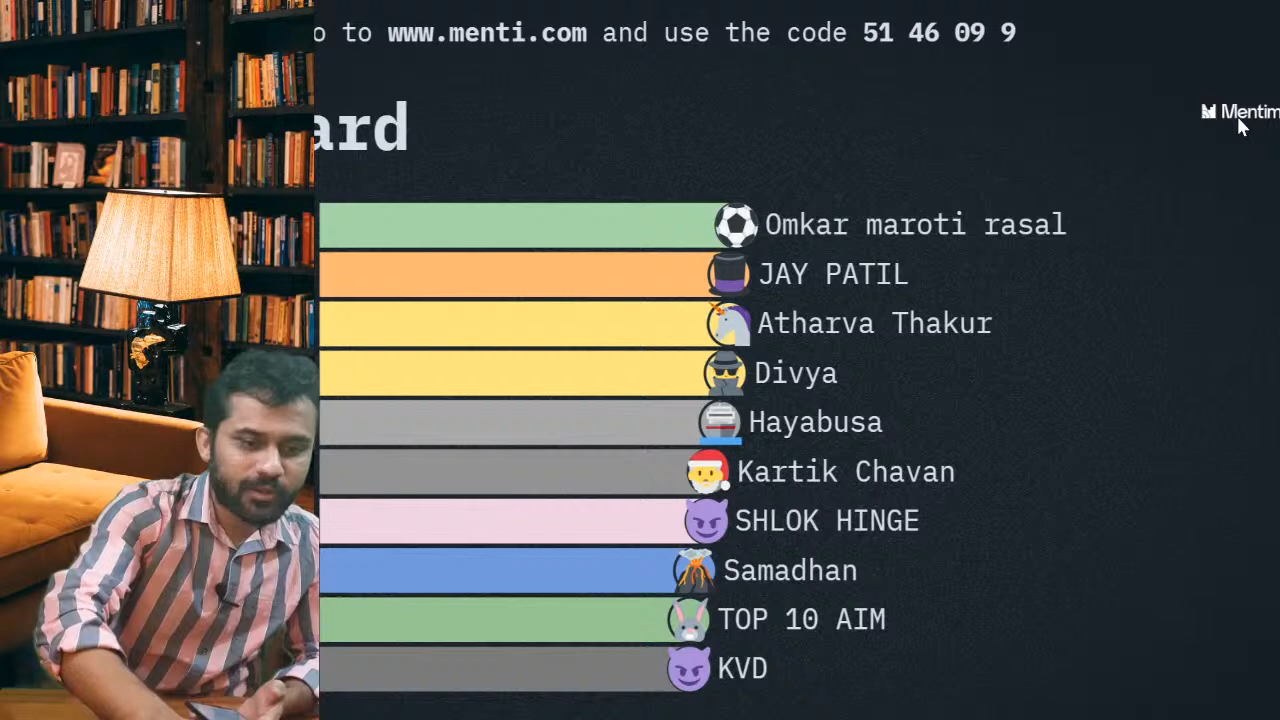 o to www.menti.com and use the code 51 46 09 9
Mentim
ard
Omkar maroti rasal
JAY PATIL
Atharva Thakur
Divya
Hayabusa
Kartik Chavan
SHLOK HINGE
Samadhan
TOP 10 AIM
KVD